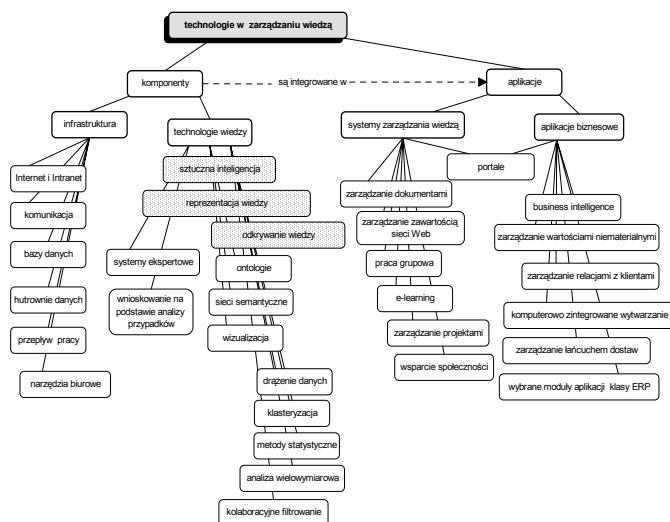 technologie w zarządzaniu wiedzą
komponenty
są integrowane w
aplikacje
infrastruktura
technologie wiedzy
systemy zarządzania wiedzą
aplikacje biznesowe
portale
sztuczna inteligencja
Internet i Intranet
reprezentacja wiedzy
zarządzanie dokumentami
business intelligence
komunikacja
odkrywanie wiedzy
zarządzanie zawartością
sieci Web
zarządzanie wartościami niematerialnymi
bazy danych
systemy ekspertowe
ontologie
praca grupowa
zarządzanie relacjami z klientami
hutrownie danych
wnioskowanie na
podstawie analizy
przypadków
sieci semantyczne
e-learning
komputerowo zintegrowane wytwarzanie
przepływ pracy
wizualizacja
zarządzanie projektami
zarządzanie łańcuchem dostaw
narzędzia biurowe
wsparcie społeczności
wybrane moduły aplikacji klasy ERP
drążenie danych
klasteryzacja
metody statystyczne
analiza wielowymiarowa
kolaboracyjne filtrowanie